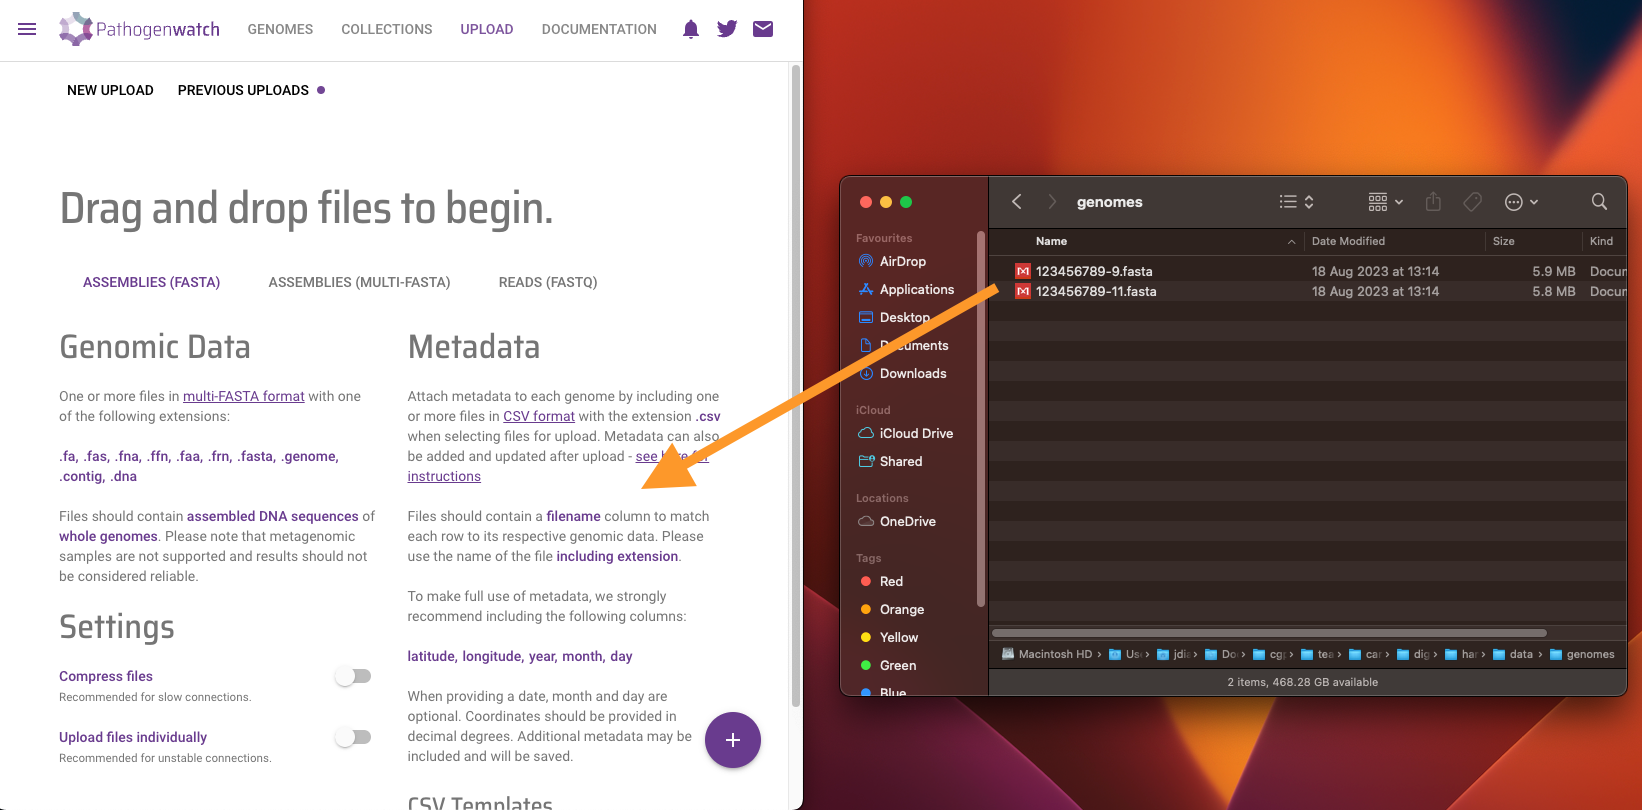 Pathogenwatch GENOMES COLLECTIONS UPLOAD DOCUMENTATION
NEW UPLOAD PREVIOUS UPLOADS
Drag and drop files to begin.
ASSEMBLIES (FASTA) ASSEMBLIES (MULTI-FASTA) READS (FASTQ)
Genomic Data
One or more files in multi-FASTA format with one
of the following extensions:
.fa, .fas, .fna, .ffn, .faa, .frn, .fasta, .genome,
.contig, .dna
Files should contain assembled DNA sequences of
whole genomes. Please note that metagenomic
samples are not supported and results should not
be considered reliable.
Settings
Compress files
Recommended for slow connections.
Upload files individually
Recommended for unstable connections.
Metadata
Attach metadata to each genome by including one
or more files in CSV format with the extension .csv
when selecting files for upload. Metadata can also
be added and updated after upload - see here for
instructions
Files should contain a filename column to match
each row to its respective genomic data. Please
use the name of the file including extension.
To make full use of metadata, we strongly
recommend including the following columns:
latitude, longitude, year, month, day
When providing a date, month and day are
optional. Coordinates should be provided in
decimal degrees. Additional metadata may be
included and will be saved.
CSV Templates
+
Favourites
AirDrop
Applications
Desktop
Documents
Downloads
iCloud
iCloud Drive
Shared
Locations
OneDrive
Tags
Red
Orange
Yellow
Green
Blue
genomes
Name Date Modified Size Kind
123456789-9.fasta 18 Aug 2023 at 13:14 5.9 MB Docur
123456789-11.fasta 18 Aug 2023 at 13:14 5.8 MB Docur
Macintosh HD › Us › jdi › Do › cg › tea › car › dig › har › data › genomes
2 items, 468.28 GB available